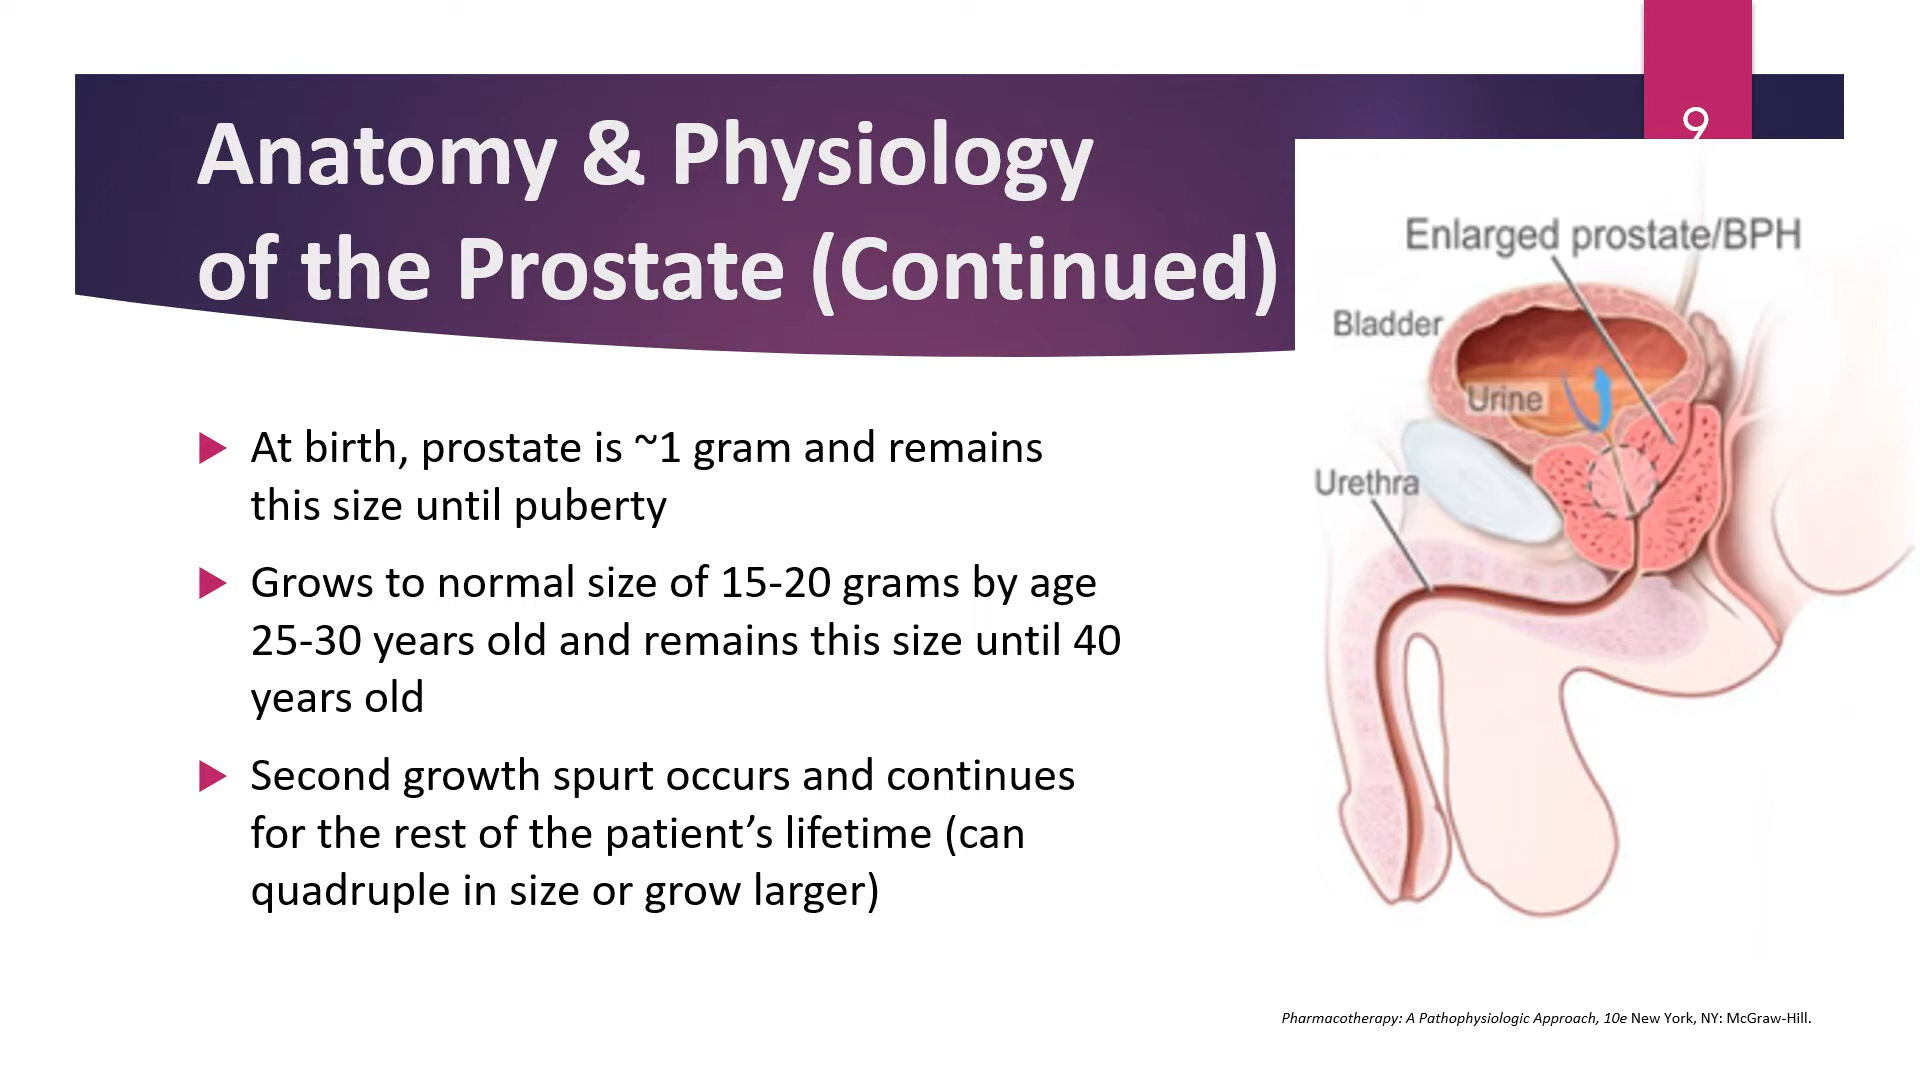 9
Anatomy & Physiology
of the Prostate (Continued)
At birth, prostate is ~1 gram and remains
this size until puberty
Grows to normal size of 15-20 grams by age
25-30 years old and remains this size until 40
years old
Second growth spurt occurs and continues
for the rest of the patient’s lifetime (can
quadruple in size or grow larger)
Enlarged prostate/BPH
Bladder
Urine
Urethra
Pharmacotherapy: A Pathophysiologic Approach, 10e New York, NY: McGraw-Hill.